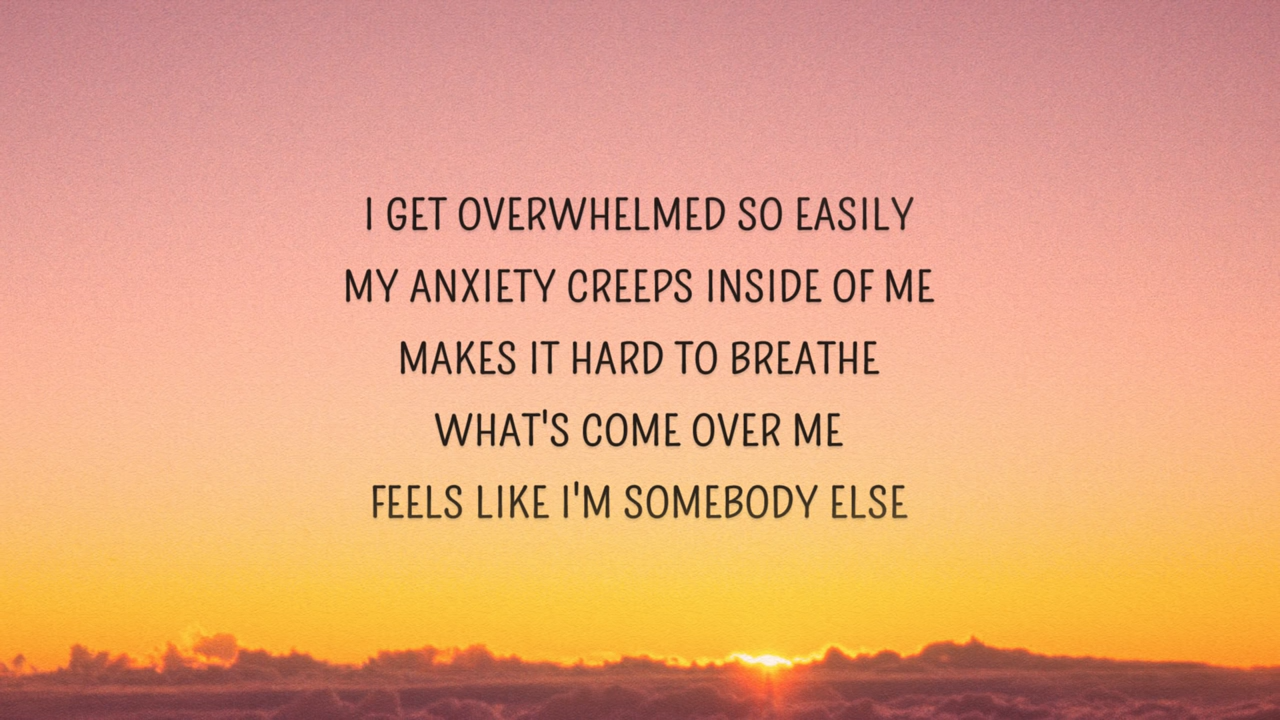 I GET OVERWHELMED SO EASILY
MY ANXIETY CREEPS INSIDE OF ME
MAKES IT HARD TO BREATHE
WHAT'S COME OVER ME
FEELS LIKE I'M SOMEBODY ELSE